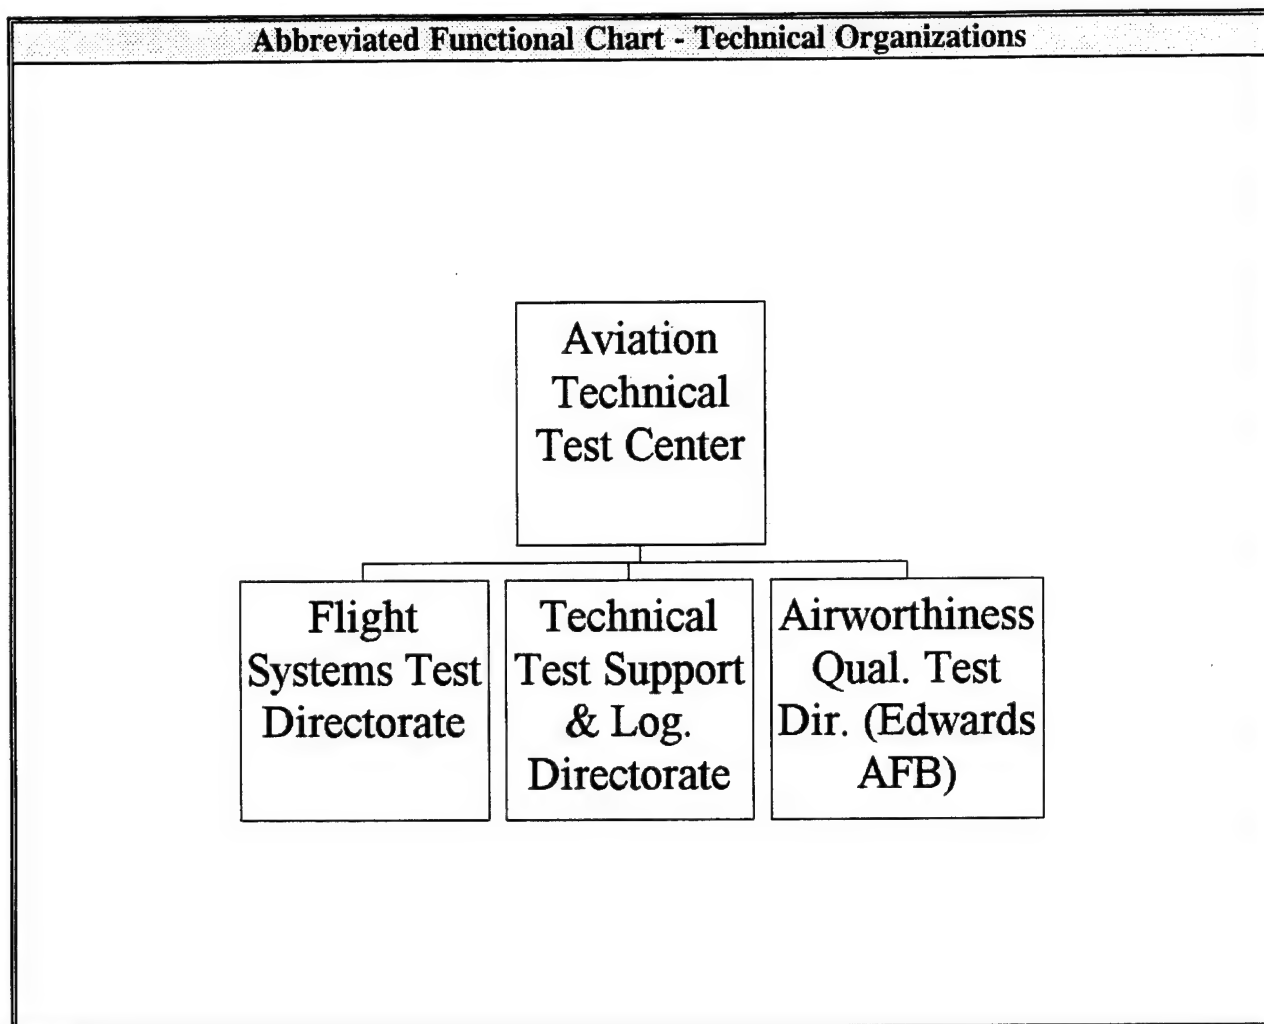 Abbreviated Functional Chart - Technical Organizations
Aviation
Technical
Test Center
Flight
Systems Test
Directorate
Technical
Test Support
& Log.
Directorate
Airworthiness
Qual. Test
Dir. (Edwards
AFB)